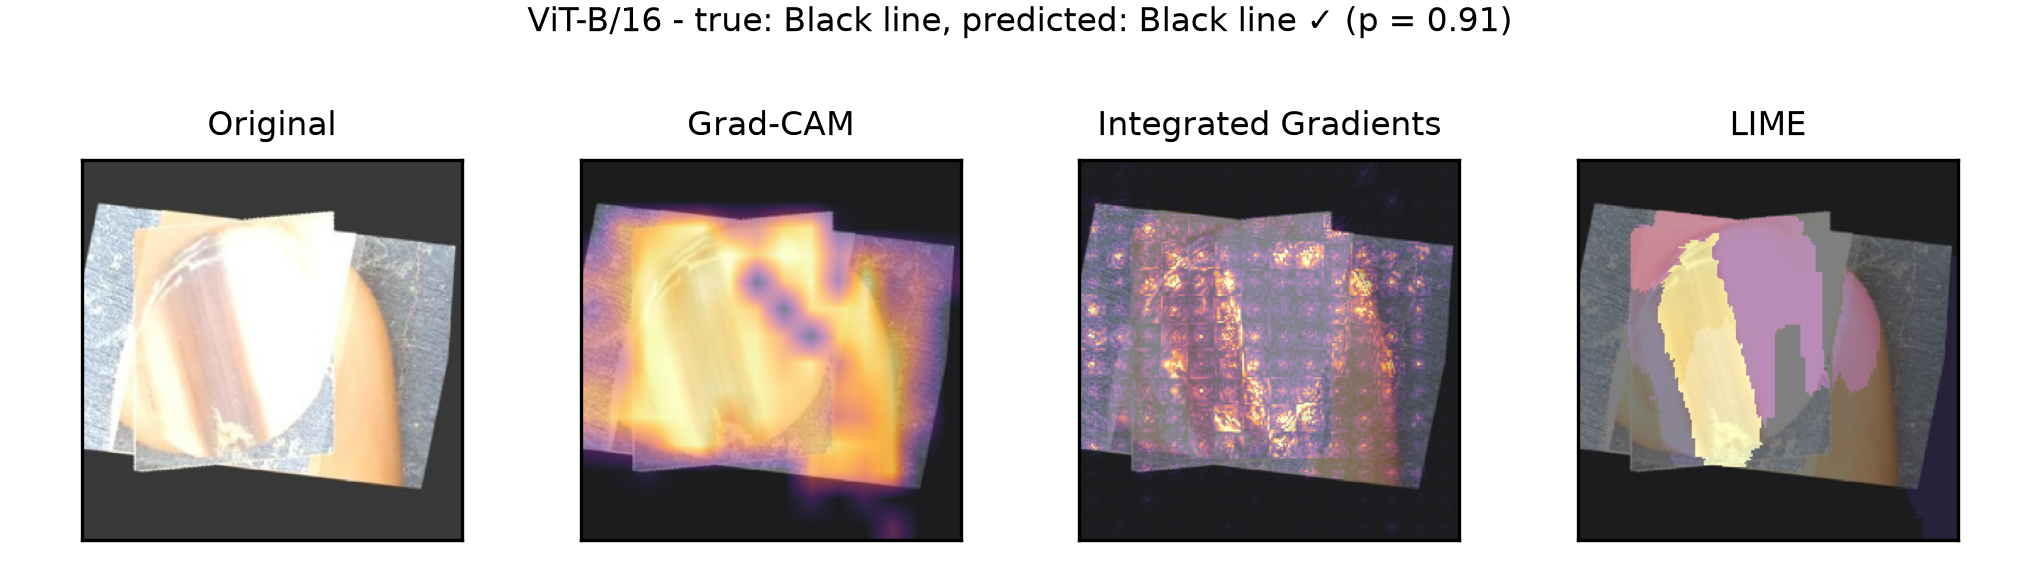 ViT-B/16 - true: Black line, predicted: Black line ✓ (p = 0.91)
Original
Grad-CAM
Integrated Gradients
LIME